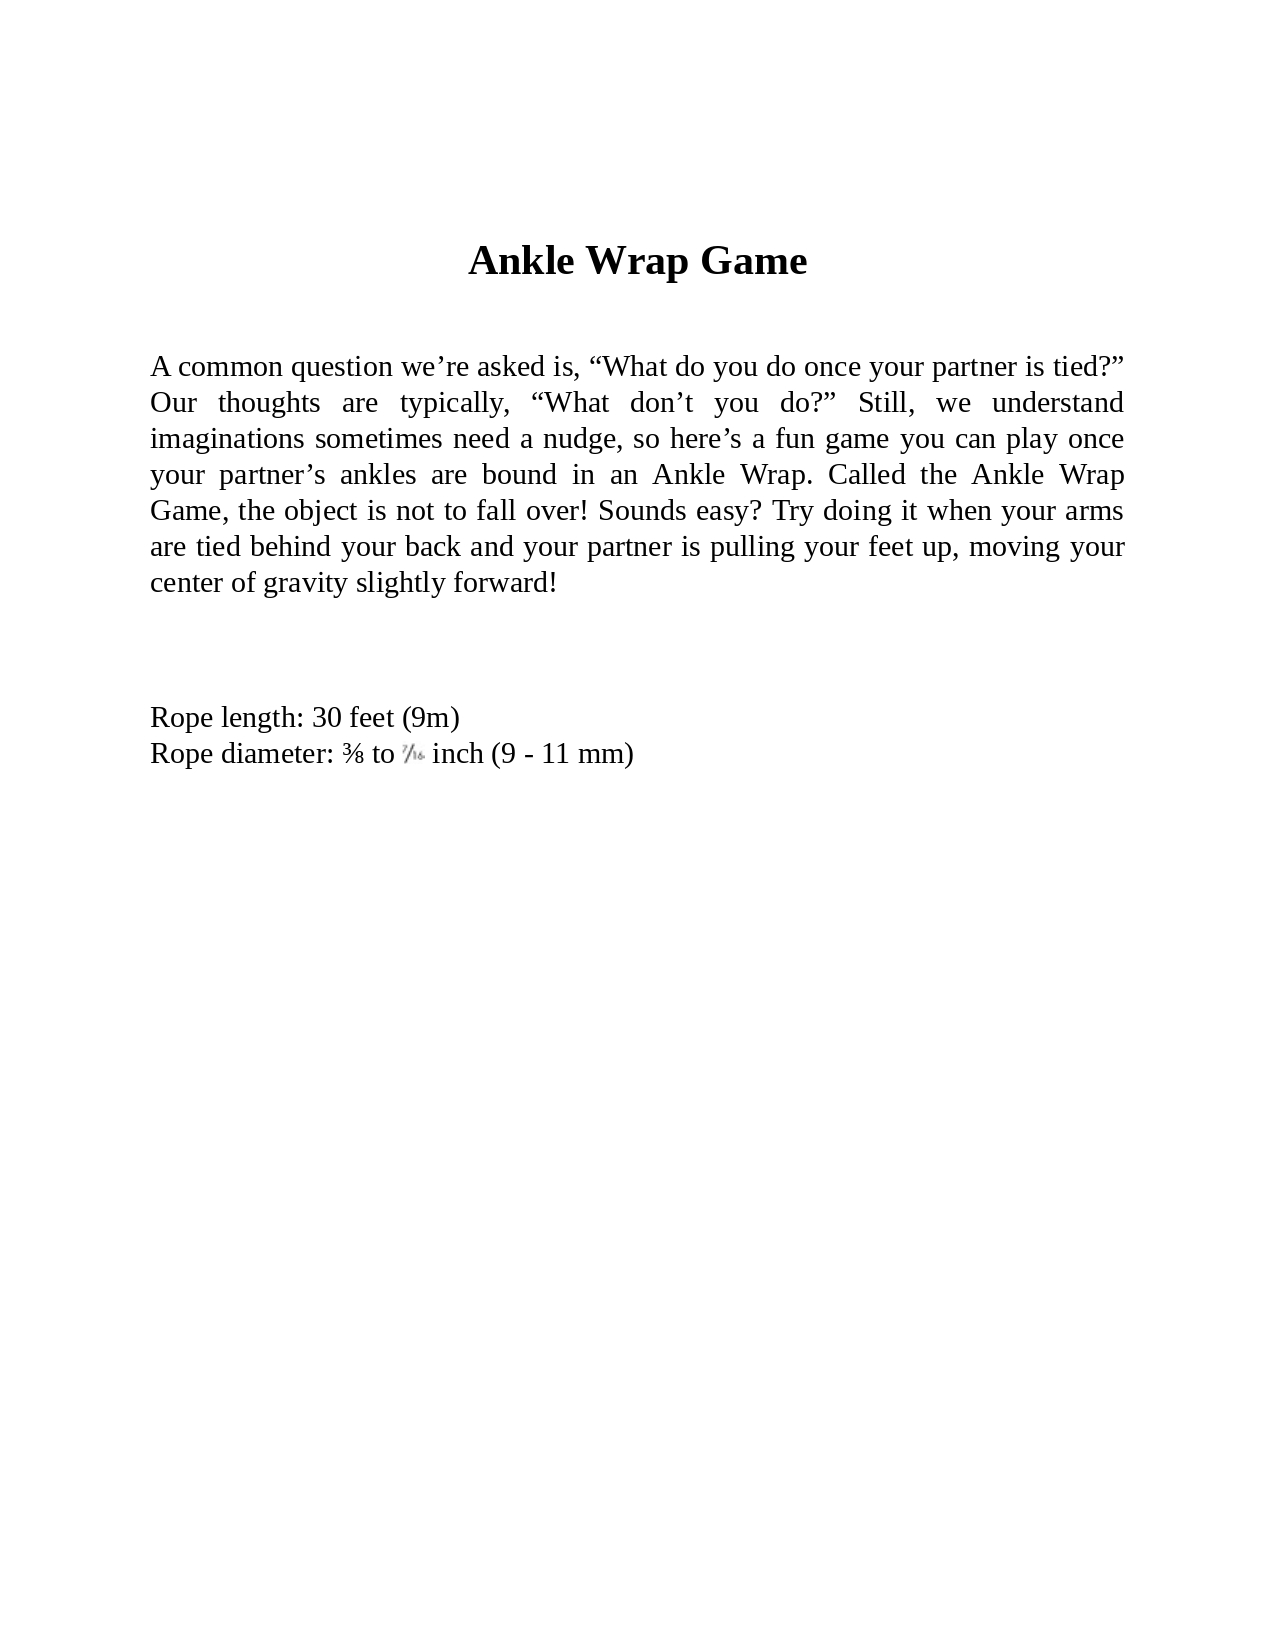 Ankle Wrap Game
A common question we’re asked is, “What do you do once your partner is tied?”
Our thoughts are typically, “What don’t you do?” Still, we understand
imaginations sometimes need a nudge, so here’s a fun game you can play once
your partner’s ankles are bound in an Ankle Wrap. Called the Ankle Wrap
Game, the object is not to fall over! Sounds easy? Try doing it when your arms
are tied behind your back and your partner is pulling your feet up, moving your
center of gravity slightly forward!
Rope length: 30 feet (9m)
Rope diameter: ⅜ to 7/16 inch (9 - 11 mm)